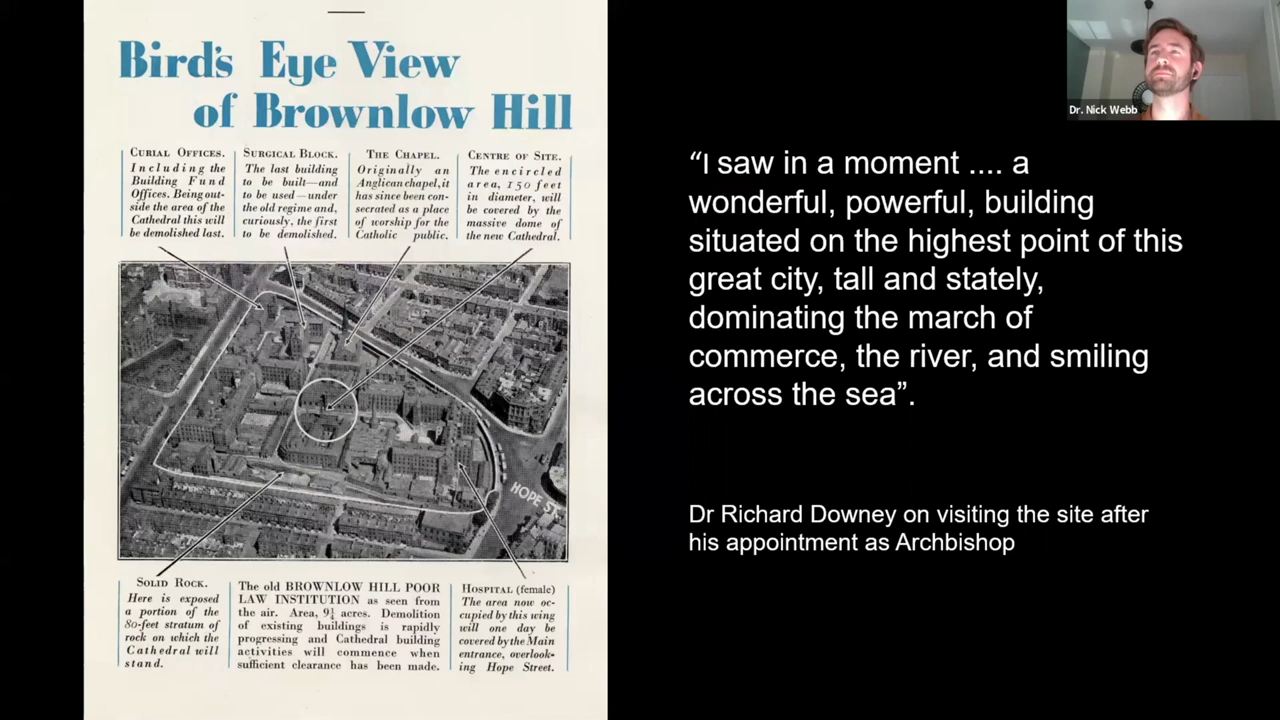 Bird's Eye View
of Brownlow Hill
CURIAL OFFICES.
Including the
Building Fund
Offices. Being out-
side the area of the
Cathedral this will
be demolished last.
SURGICAL BLOCK.
The last building
to be built—and
to be used—under
the old regime and,
curiously, the first
to be demolished.
THE CHAPEL.
Originally an
Anglican chapel, it
has since been con-
secrated as a place
of worship for the
Catholic public.
CENTRE OF SITE.
The encircled
area, 150 feet
in diameter, will
be covered by the
massive dome of
the new Cathedral.
HOPE ST.
SOLID ROCK.
Here is exposed
a portion of the
80-feet stratum of
rock on which the
Cathedral will
stand.
The old BROWNLOW HILL POOR
LAW INSTITUTION as seen from
the air. Area, 9¼ acres. Demolition
of existing buildings is rapidly
progressing and Cathedral building
activities will commence when
sufficient clearance has been made.
HOSPITAL (female)
The area now oc-
cupied by this wing
will one day be
covered by the Main
entrance, overlook-
ing Hope Street.
“I saw in a moment .... a
wonderful, powerful, building
situated on the highest point of this
great city, tall and stately,
dominating the march of
commerce, the river, and smiling
across the sea”.
Dr Richard Downey on visiting the site after
his appointment as Archbishop
Dr. Nick Webb